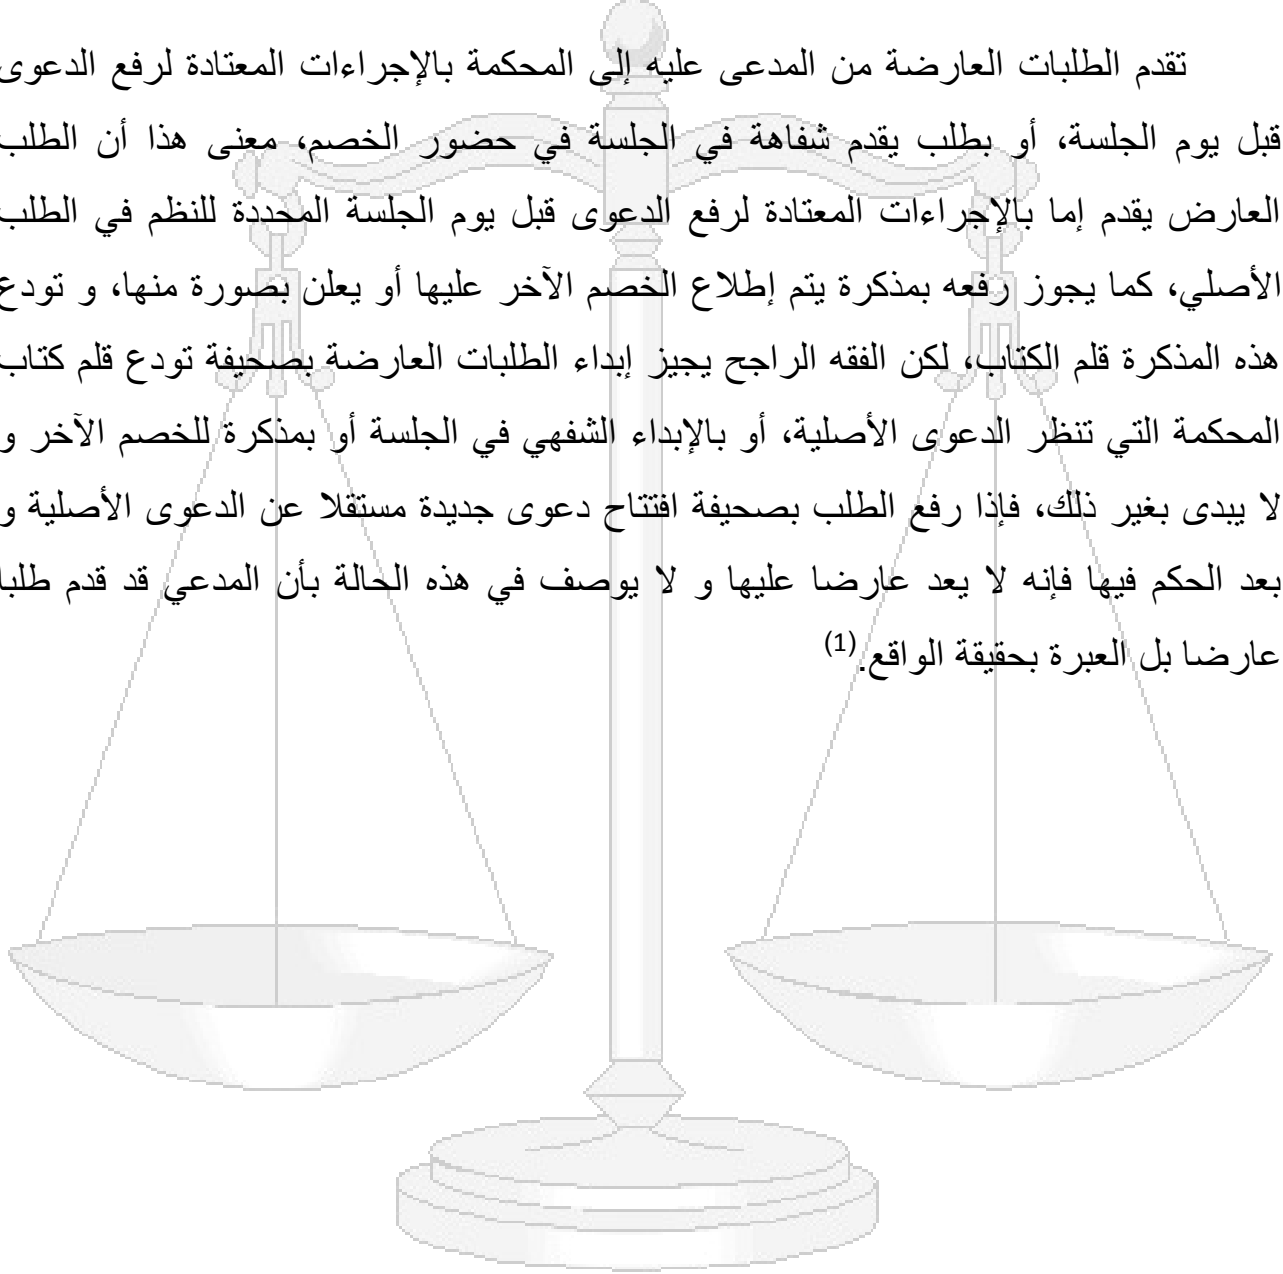 تقدم الطلبات العارضة من المدعى عليه إلى المحكمة بالإجراءات المعتادة لرفع الدعوى
قبل يوم الجلسة، أو بطلب يقدم شفاهة في الجلسة في حضور الخصم، معنى هذا أن الطلب
العارض يقدم إما بالإجراءات المعتادة لرفع الدعوى قبل يوم الجلسة المحددة للنظم في الطلب
الأصلي، كما يجوز رفعه بمذكرة يتم إطلاع الخصم الآخر عليها أو يعلن بصورة منها، و تودع
هذه المذكرة قلم الكتاب، لكن الفقه الراجح يجيز إبداء الطلبات العارضة بصحيفة تودع قلم كتاب
المحكمة التي تنظر الدعوى الأصلية، أو بالإبداء الشفهي في الجلسة أو بمذكرة للخصم الآخر و
لا يبدى بغير ذلك، فإذا رفع الطلب بصحيفة افتتاح دعوى جديدة مستقلا عن الدعوى الأصلية و
بعد الحكم فيها فإنه لا يعد عارضا عليها و لا يوصف في هذه الحالة بأن المدعي قد قدم طلبا
عارضا بل العبرة بحقيقة الواقع.(1)